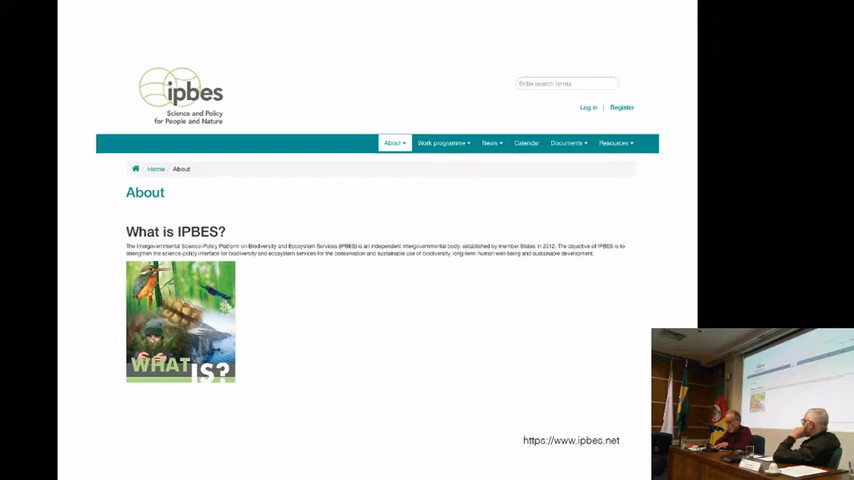 ipbes
Science and Policy
for People and Nature
Enter search terms
Log in | Register
About Work programme News Calendar Documents Resources
Home / About
About
What is IPBES?
The Intergovernmental Science-Policy Platform on Biodiversity and Ecosystem Services (IPBES) is an independent intergovernmental body, established by member States in 2012. The objective of IPBES is to
strengthen the science-policy interface for biodiversity and ecosystem services for the conservation and sustainable use of biodiversity, long-term human well-being and sustainable development.
WHAT
IS?
https://www.ipbes.net